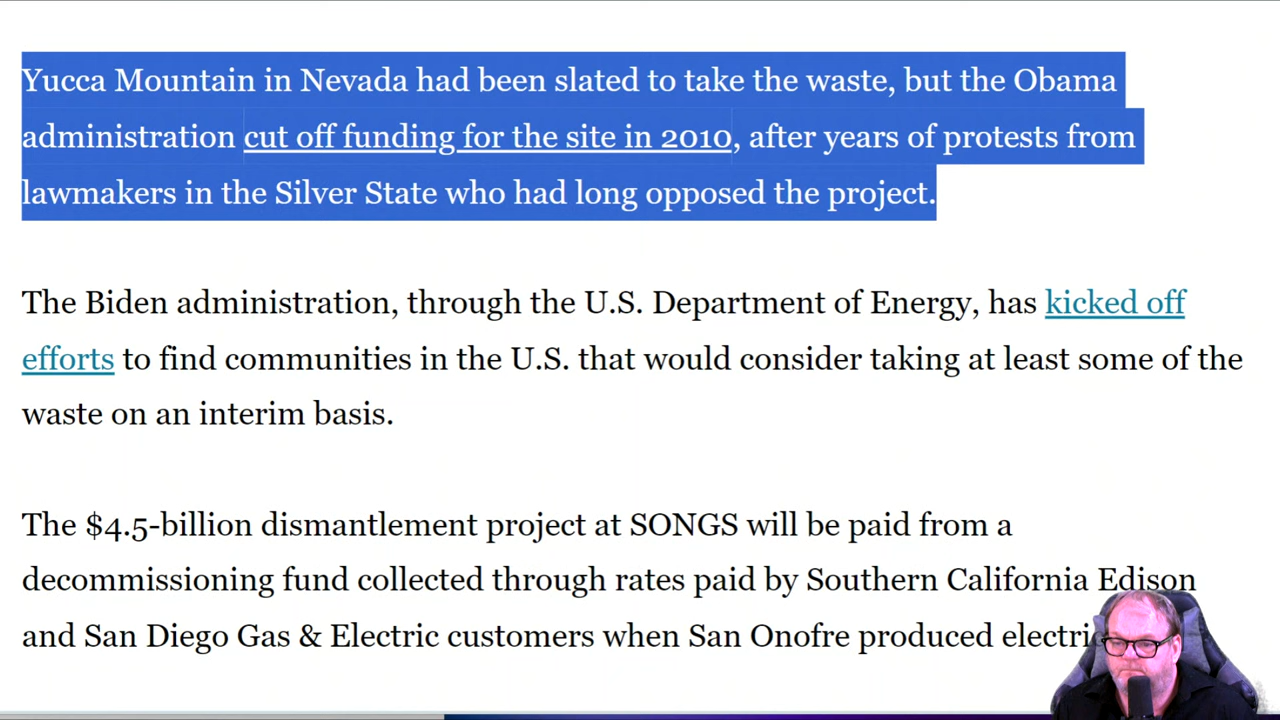 Yucca Mountain in Nevada had been slated to take the waste, but the Obama
administration cut off funding for the site in 2010, after years of protests from
lawmakers in the Silver State who had long opposed the project.
The Biden administration, through the U.S. Department of Energy, has kicked off
efforts to find communities in the U.S. that would consider taking at least some of the
waste on an interim basis.
The $4.5-billion dismantlement project at SONGS will be paid from a
decommissioning fund collected through rates paid by Southern California Edison
and San Diego Gas & Electric customers when San Onofre produced